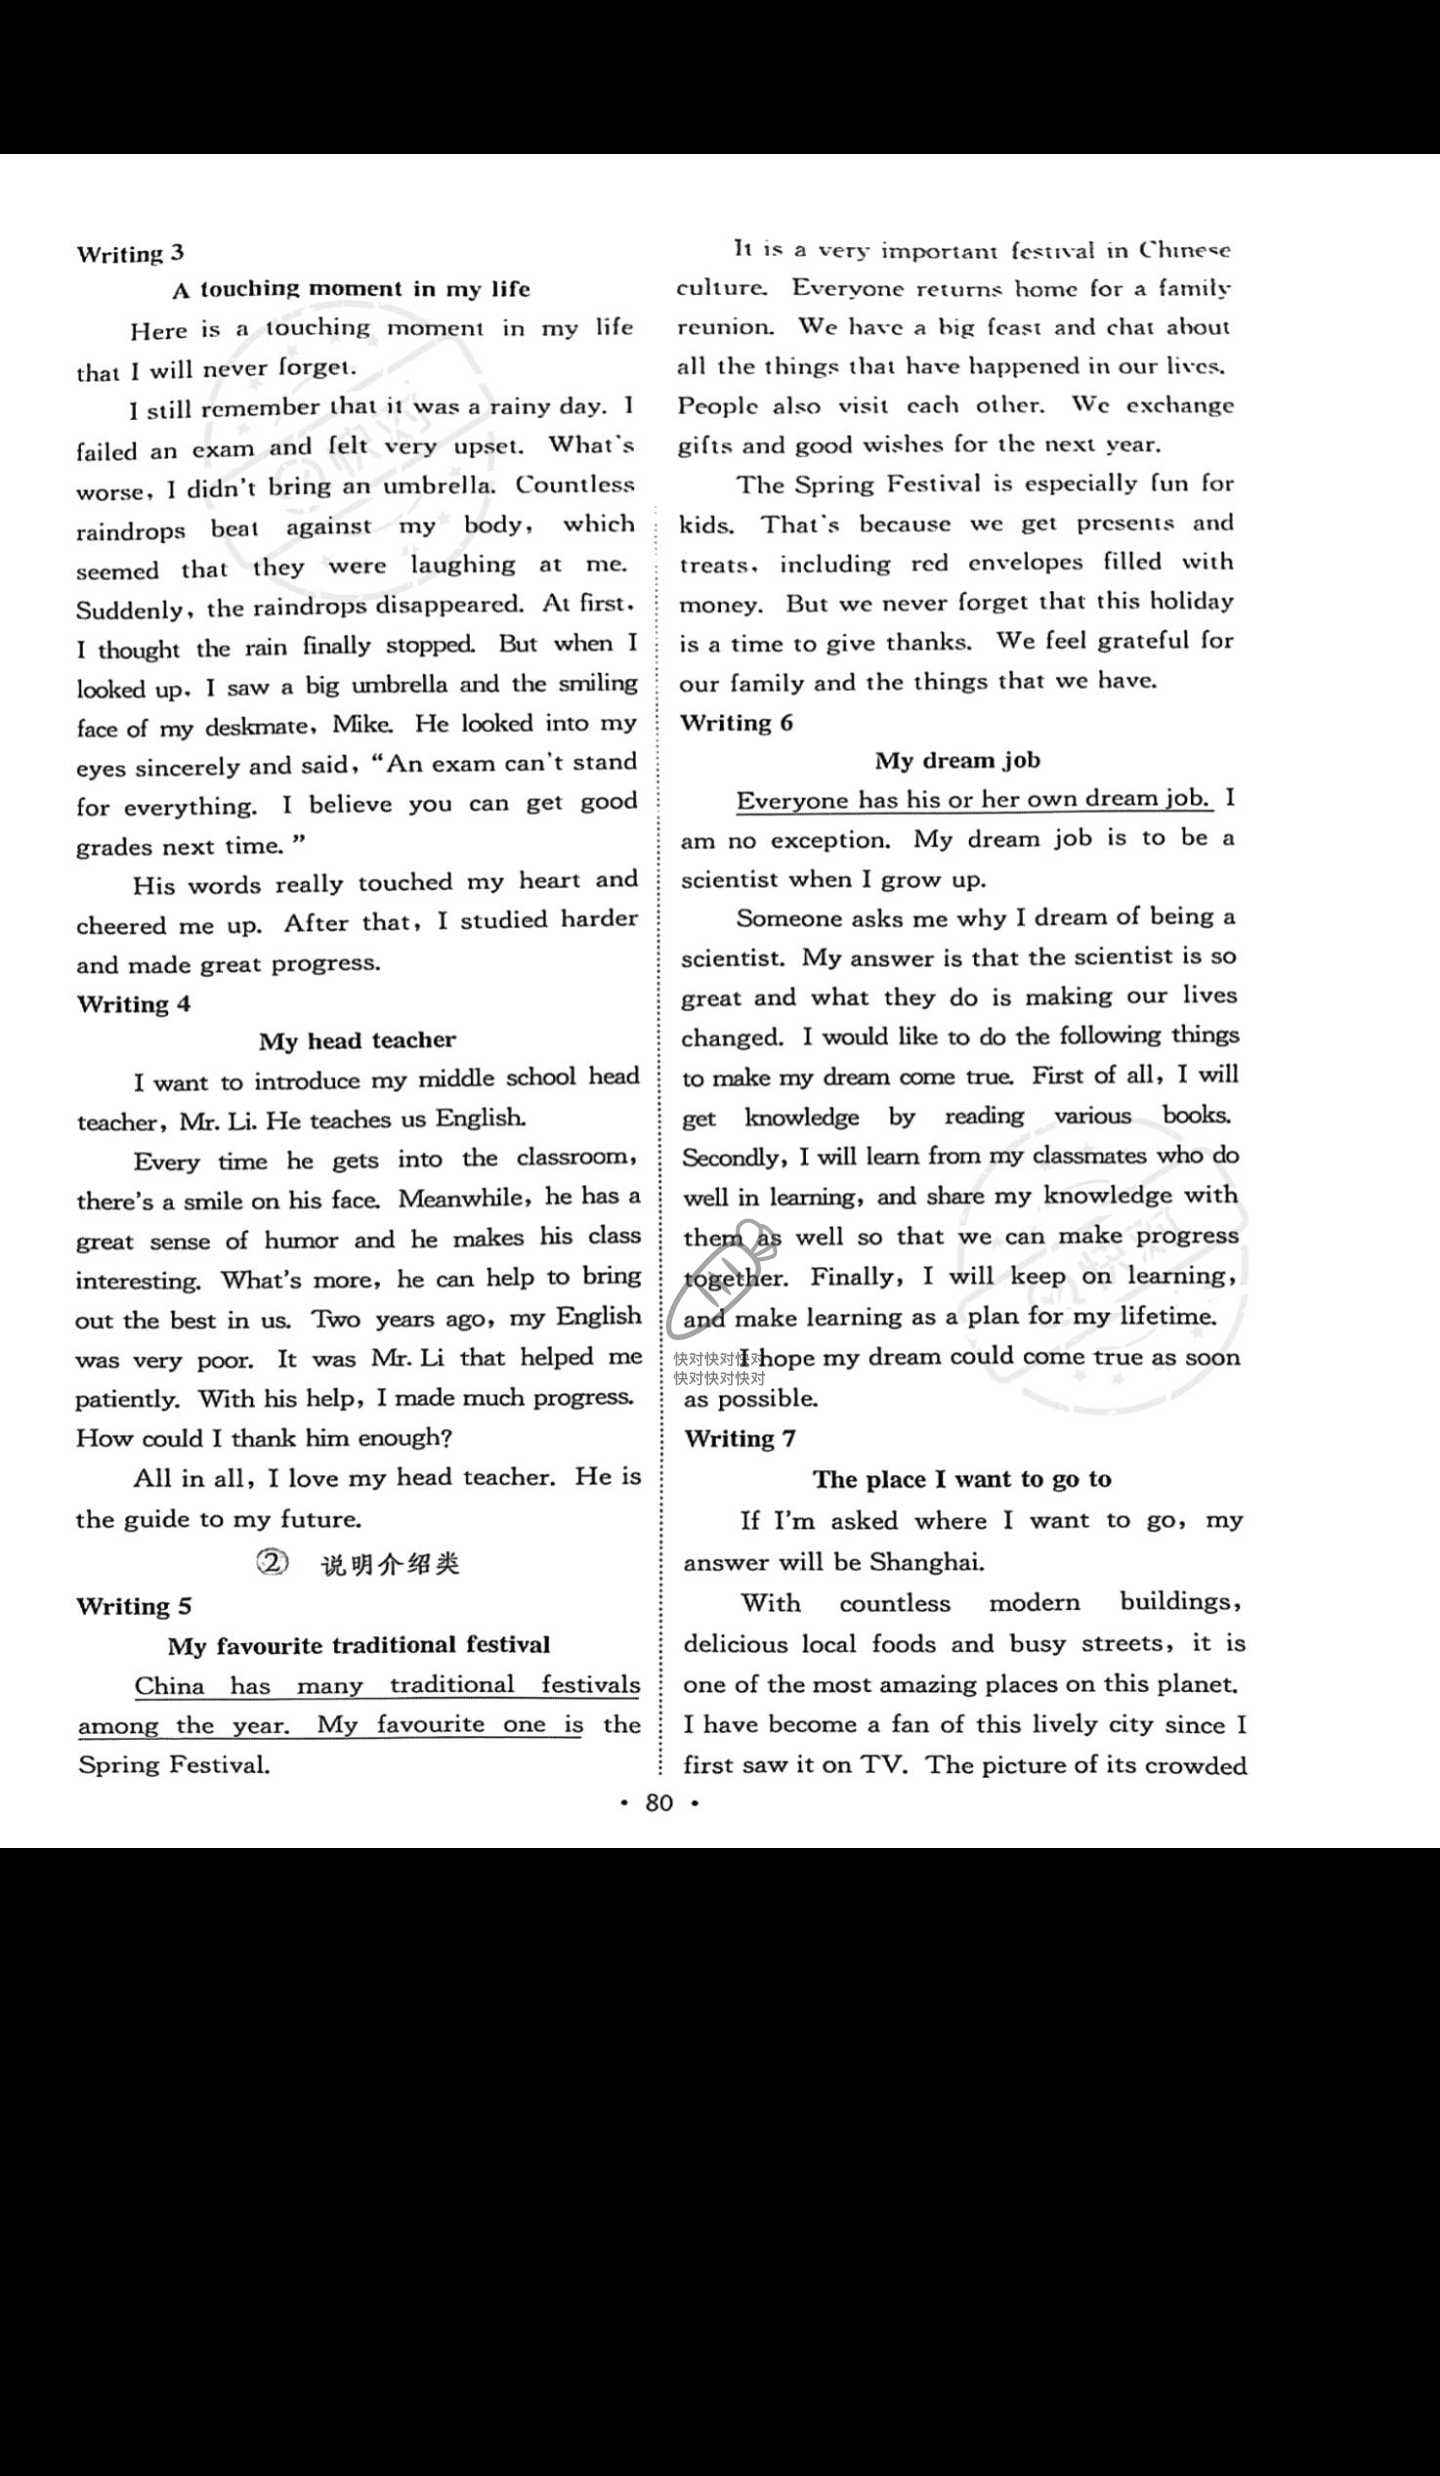 Writing 3
A touching moment in my life
Here is a touching moment in my life
that I will never forget.
I still remember that it was a rainy day. I
failed an exam and felt very upset. What's
worse, I didn't bring an umbrella. Countless
raindrops beat against my body, which
seemed that they were laughing at me.
Suddenly, the raindrops disappeared. At first,
I thought the rain finally stopped. But when I
looked up, I saw a big umbrella and the smiling
face of my deskmate, Mike. He looked into my
eyes sincerely and said, “An exam can't stand
for everything. I believe you can get good
grades next time.”
His words really touched my heart and
cheered me up. After that, I studied harder
and made great progress.
Writing 4
My head teacher
I want to introduce my middle school head
teacher, Mr. Li. He teaches us English.
Every time he gets into the classroom,
there's a smile on his face. Meanwhile, he has a
great sense of humor and he makes his class
interesting. What's more, he can help to bring
out the best in us. Two years ago, my English
was very poor. It was Mr. Li that helped me
patiently. With his help, I made much progress.
How could I thank him enough?
All in all, I love my head teacher. He is
the guide to my future.
② 说明介绍类
Writing 5
My favourite traditional festival
China has many traditional festivals
among the year. My favourite one is the
Spring Festival.
It is a very important festival in Chinese
culture. Everyone returns home for a family
reunion. We have a big feast and chat about
all the things that have happened in our lives.
People also visit each other. We exchange
gifts and good wishes for the next year.
The Spring Festival is especially fun for
kids. That's because we get presents and
treats, including red envelopes filled with
money. But we never forget that this holiday
is a time to give thanks. We feel grateful for
our family and the things that we have.
Writing 6
My dream job
Everyone has his or her own dream job. I
am no exception. My dream job is to be a
scientist when I grow up.
Someone asks me why I dream of being a
scientist. My answer is that the scientist is so
great and what they do is making our lives
changed. I would like to do the following things
to make my dream come true. First of all, I will
get knowledge by reading various books.
Secondly, I will learn from my classmates who do
well in learning, and share my knowledge with
them as well so that we can make progress
together. Finally, I will keep on learning,
and make learning as a plan for my lifetime.
快对快对快对
I hope my dream could come true as soon
快对快对快对
as possible.
Writing 7
The place I want to go to
If I'm asked where I want to go, my
answer will be Shanghai.
With countless modern buildings,
delicious local foods and busy streets, it is
one of the most amazing places on this planet.
I have become a fan of this lively city since I
first saw it on TV. The picture of its crowded
• 80 •
快对
快对